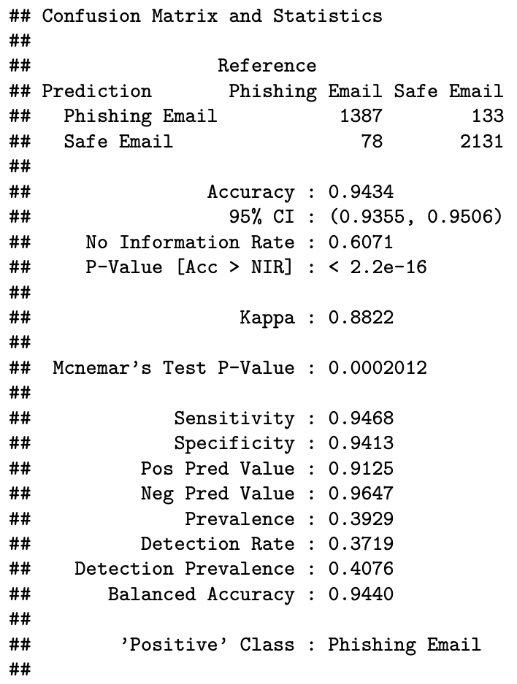 ## Confusion Matrix and Statistics
##
##                Reference
## Prediction       Phishing Email Safe Email
##   Phishing Email           1387        133
##   Safe Email                 78       2131
##
##                Accuracy : 0.9434
##                  95% CI : (0.9355, 0.9506)
##     No Information Rate : 0.6071
##     P-Value [Acc > NIR] : < 2.2e-16
##
##                   Kappa : 0.8822
##
##  Mcnemar's Test P-Value : 0.0002012
##
##             Sensitivity : 0.9468
##             Specificity : 0.9413
##          Pos Pred Value : 0.9125
##          Neg Pred Value : 0.9647
##              Prevalence : 0.3929
##          Detection Rate : 0.3719
##    Detection Prevalence : 0.4076
##       Balanced Accuracy : 0.9440
##
##        'Positive' Class : Phishing Email
##